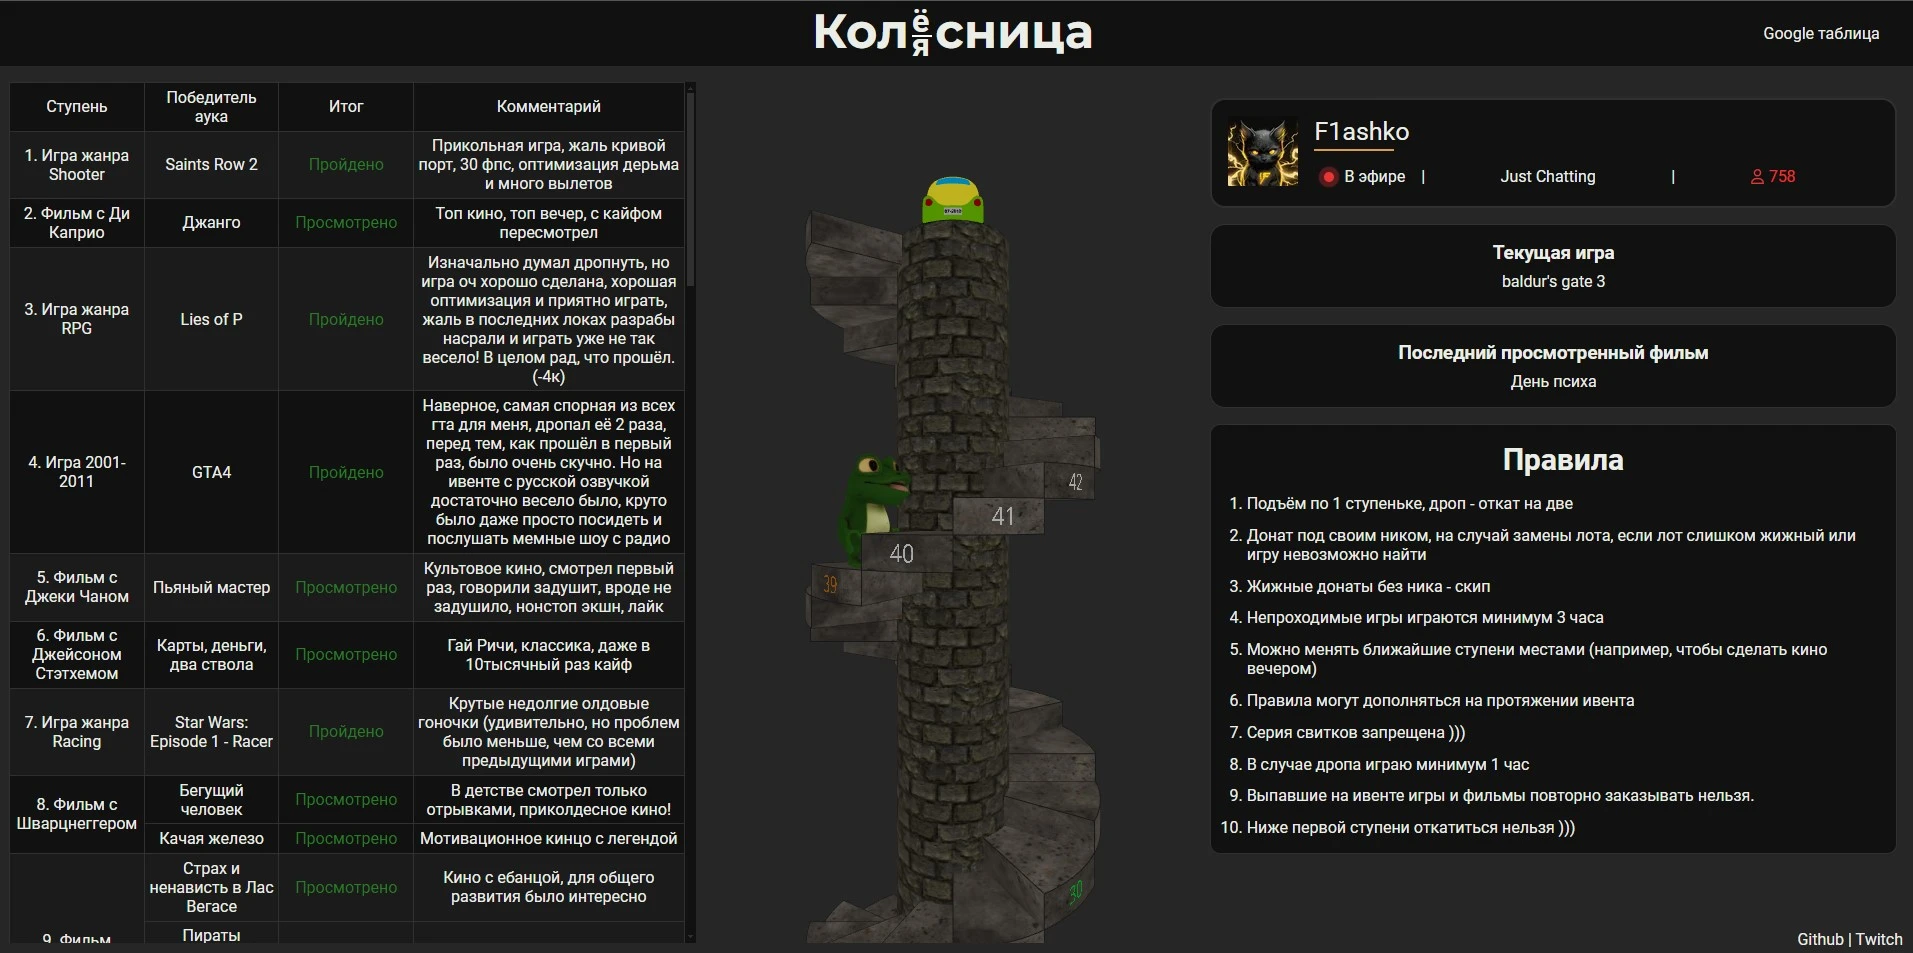 Колёсница
я
Google таблица
Ступень
Победитель
аука
Итог
Комментарий
1. Игра жанра
Shooter
Saints Row 2
Пройдено
Прикольная игра, жаль кривой
порт, 30 фпс, оптимизация дерьма
и много вылетов
2. Фильм с Ди
Каприо
Джанго
Просмотрено
Топ кино, топ вечер, с кайфом
пересмотрел
3. Игра жанра
RPG
Lies of P
Пройдено
Изначально думал дропнуть, но
игра оч хорошо сделана, хорошая
оптимизация и приятно играть,
жаль в последних локах разрабы
насрали и играть уже не так
весело! В целом рад, что прошёл.
(-4к)
4. Игра 2001-
2011
GTA4
Пройдено
Наверное, самая спорная из всех
гта для меня, дропал её 2 раза,
перед тем, как прошёл в первый
раз, было очень скучно. Но на
ивенте с русской озвучкой
достаточно весело было, круто
было даже просто посидеть и
послушать мемные шоу с радио
5. Фильм с
Джеки Чаном
Пьяный мастер
Просмотрено
Культовое кино, смотрел первый
раз, говорили задушит, вроде не
задушило, нонстоп экшн, лайк
6. Фильм с
Джейсоном
Стэтхемом
Карты, деньги,
два ствола
Просмотрено
Гай Ричи, классика, даже в
10тысячный раз кайф
7. Игра жанра
Racing
Star Wars:
Episode 1 - Racer
Пройдено
Крутые недолгие олдовые
гоночки (удивительно, но проблем
было меньше, чем со всеми
предыдущими играми)
8. Фильм с
Шварцнеггером
Бегущий
человек
Просмотрено
В детстве смотрел только
отрывками, приколдесное кино!
Качая железо
Просмотрено
Мотивационное кинцо с легендой
9. Фильм
Страх и
ненависть в Лас
Вегасе
Просмотрено
Кино с ебанцой, для общего
развития было интересно
Пираты
42
41
40
39
30
F1ashko
В эфире | Just Chatting | 758
Текущая игра
baldur's gate 3
Последний просмотренный фильм
День психа
Правила
1. Подъём по 1 ступеньке, дроп - откат на две
2. Донат под своим ником, на случай замены лота, если лот слишком жижный или
игру невозможно найти
3. Жижные донаты без ника - скип
4. Непроходимые игры играются минимум 3 часа
5. Можно менять ближайшие ступени местами (например, чтобы сделать кино
вечером)
6. Правила могут дополняться на протяжении ивента
7. Серия свитков запрещена )))
8. В случае дропа играю минимум 1 час
9. Выпавшие на ивенте игры и фильмы повторно заказывать нельзя.
10. Ниже первой ступени откатиться нельзя )))
Github | Twitch